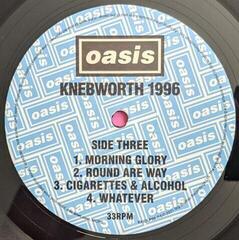 oasis
KNEBWORTH 1996
SIDE THREE
1. MORNING GLORY
2. ROUND ARE WAY
3. CIGARETTES & ALCOHOL
4. WHATEVER
33RPM